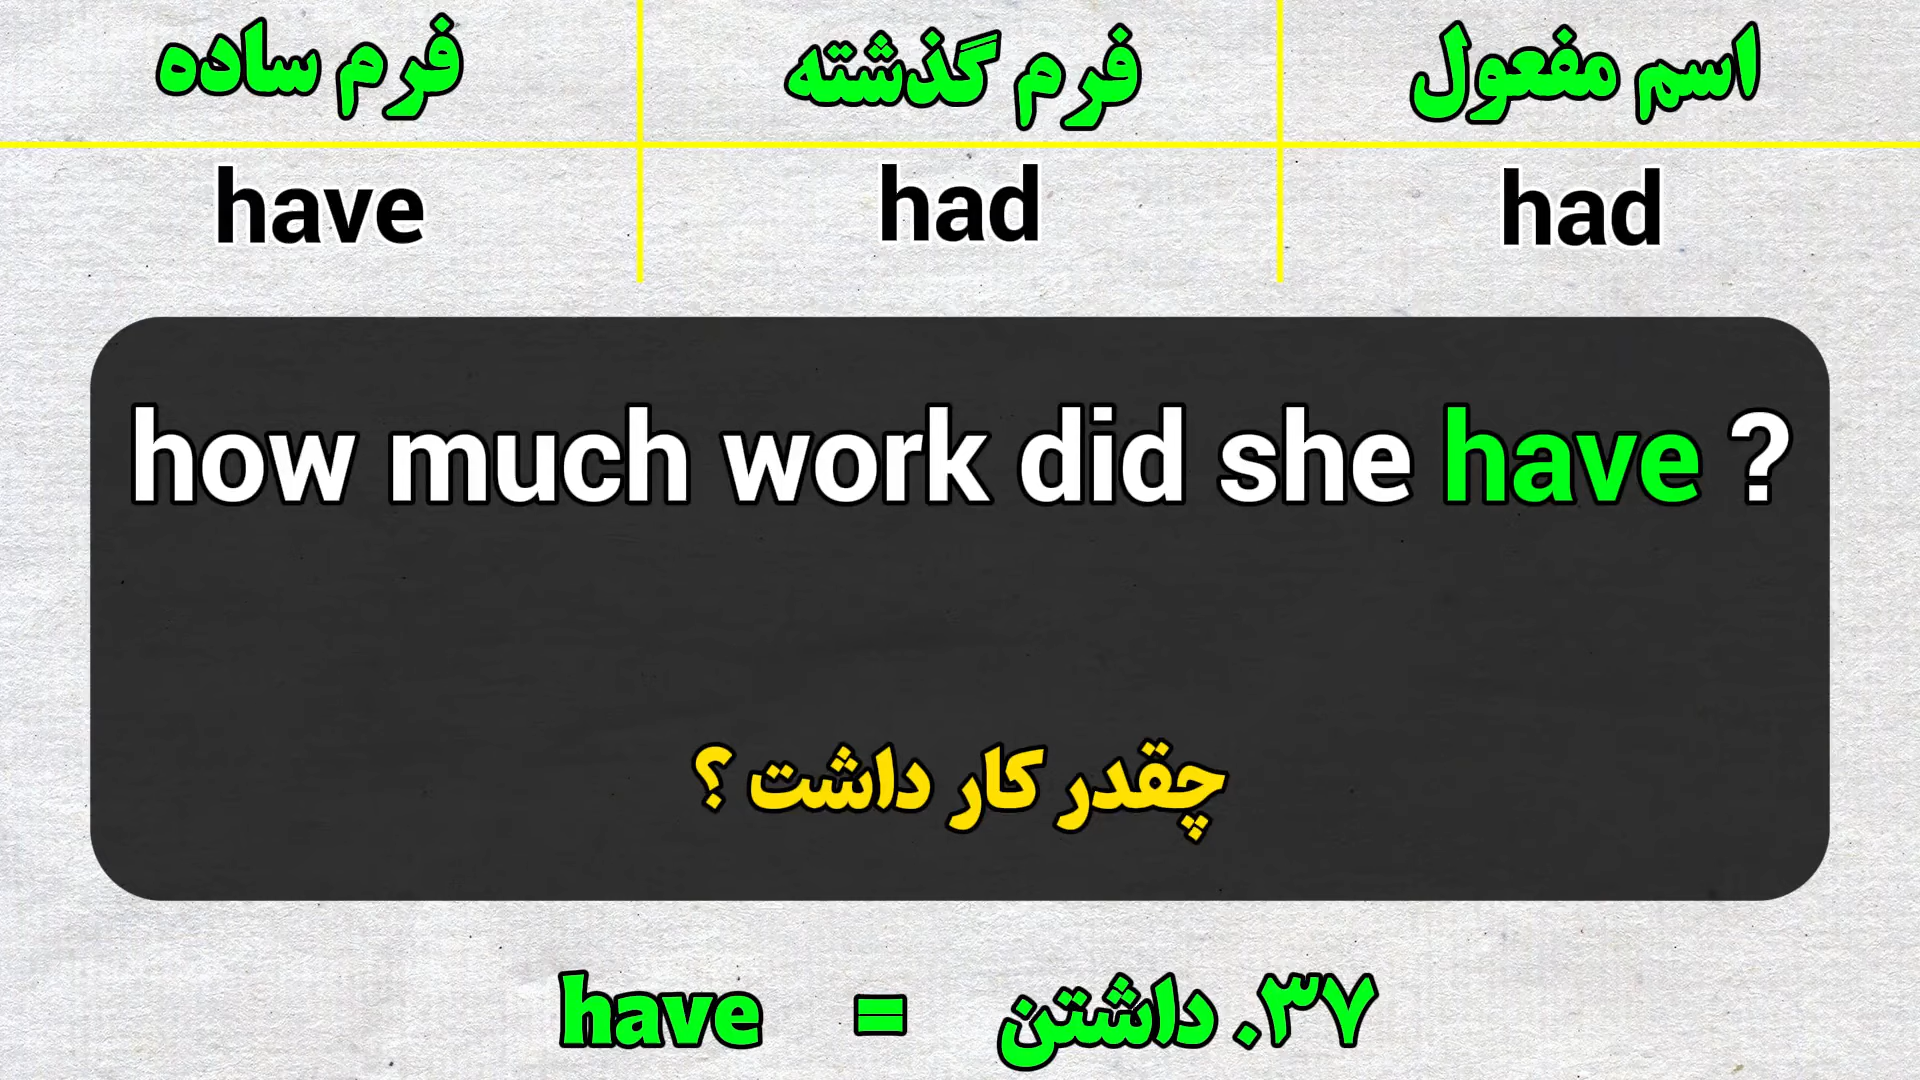 فرم ساده
فرم گذشته
اسم مفعول
have
had
had
how much work did she have ?
چقدر کار داشت ؟
have = ۳۷. داشتن